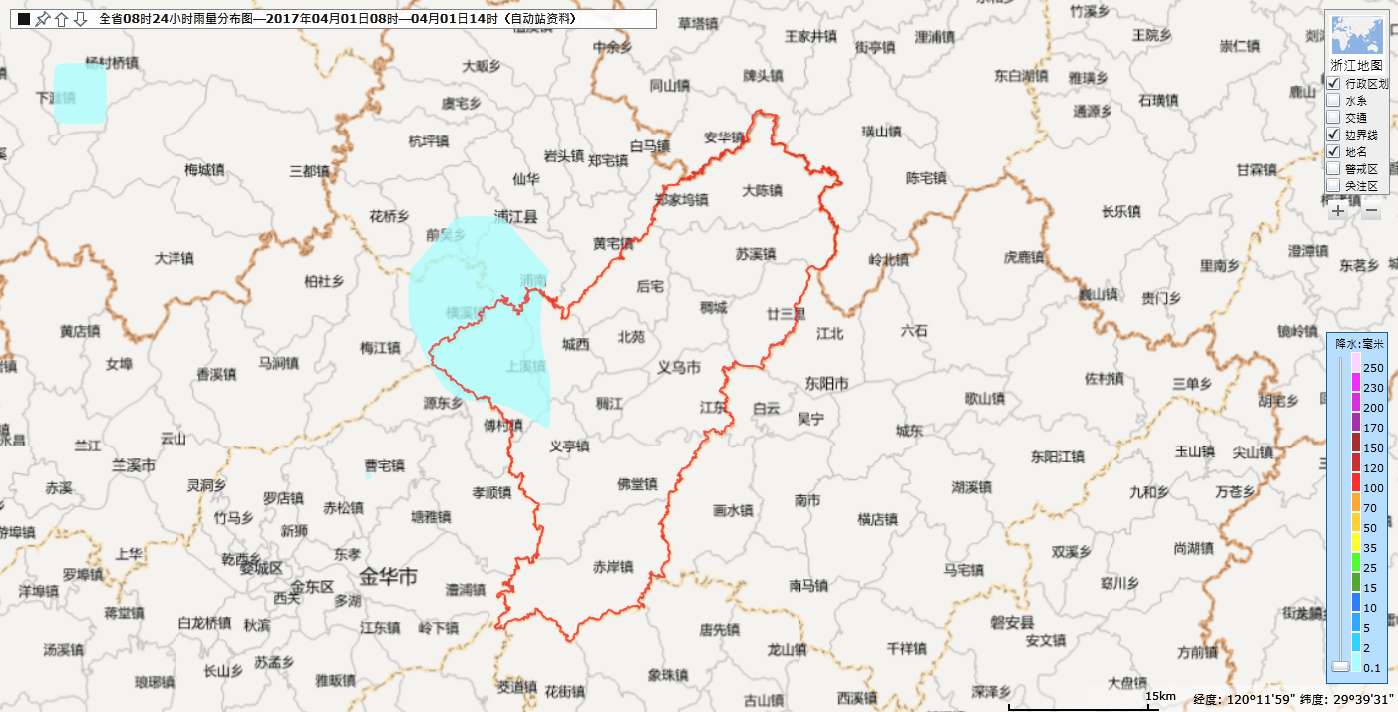 全省08时24小时雨量分布图—2017年04月01日08时—04月01日14时（自动站资料）
草塔镇
竹溪乡
王家井镇
街亭镇
浬浦镇
王院乡
崇仁镇
中余乡
浙江地图
杨村桥镇
大畈乡
同山镇
牌头镇
东白湖镇
雅璜乡
行政区划
下涯镇
虞宅乡
石璜镇
鹿山
水系
通源乡
交通
杭坪镇
白马镇
安华镇
璜山镇
边界线
岩头镇
郑宅镇
地名
梅城镇
三都镇
仙华
陈宅镇
甘霖镇
警戒区
大陈镇
关注区
郑家坞镇
花桥乡
浦江县
长乐镇
前吴乡
黄宅镇
苏溪镇
澄潭镇
大洋镇
岭北镇
虎鹿镇
里南乡
东茗乡
柏社乡
浦南
后宅
巍山镇
贵门乡
横溪镇
稠城
廿三里
黄店镇
北苑
江北
六石
镜岭镇
降水:毫米
梅江镇
城西
女埠
马涧镇
上溪镇
义乌市
250
香溪镇
东阳市
佐村镇
三单乡
230
源东乡
稠江
江东
白云
歌山镇
胡宅乡
200
吴宁
傅村镇
170
云山
城东
兰江
义亭镇
150
玉山镇
尖山镇
兰溪市
曹宅镇
东阳江镇
120
赤溪
灵洞乡
佛堂镇
100
孝顺镇
湖溪镇
九和乡
万苍乡
罗店镇
南市
70
赤松镇
画水镇
竹马乡
塘雅镇
横店镇
50
新狮
上华
东孝
双溪乡
尚湖镇
35
乾西乡
婺城区
赤岸镇
马宅镇
25
罗埠镇
金华市
窈川乡
洋埠镇
金东区
澧浦镇
南马镇
15
西关
多湖
蒋堂镇
10
白龙桥镇
秋滨
江东镇
岭下镇
唐先镇
磐安县
5
汤溪镇
安文镇
龙山镇
千祥镇
方前镇
2
苏孟乡
长山乡
象珠镇
0.1
琅琊镇
雅畈镇
茭道镇
花街镇
大盘镇
深泽乡
古山镇
西溪镇
15km
经度: 120°11'59" 纬度: 29°39'31"